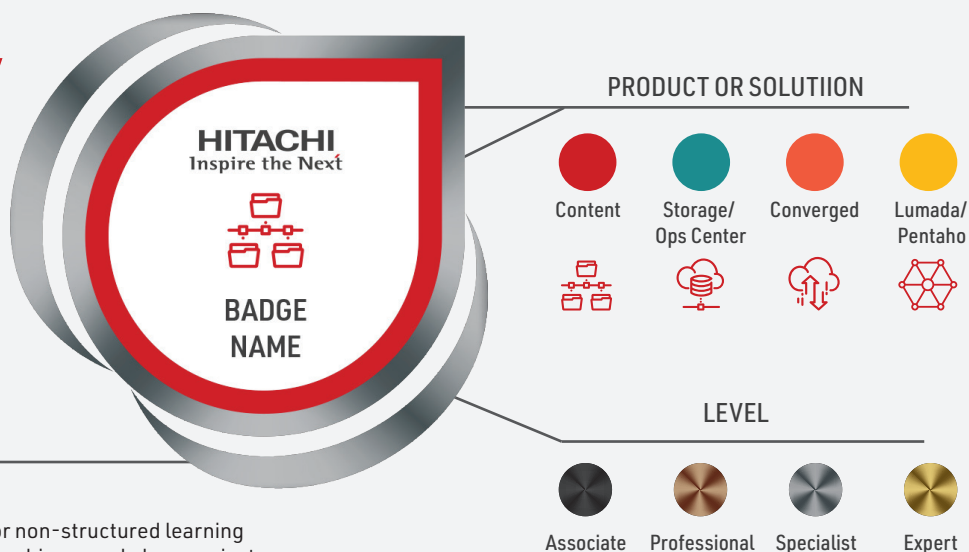 HITACHI
Inspire the Next
BADGE
NAME
PRODUCT OR SOLUTIION
Content
Storage/
Ops Center
Converged
Lumada/
Pentaho
LEVEL
Associate
Professional
Specialist
Expert
or non-structured learning